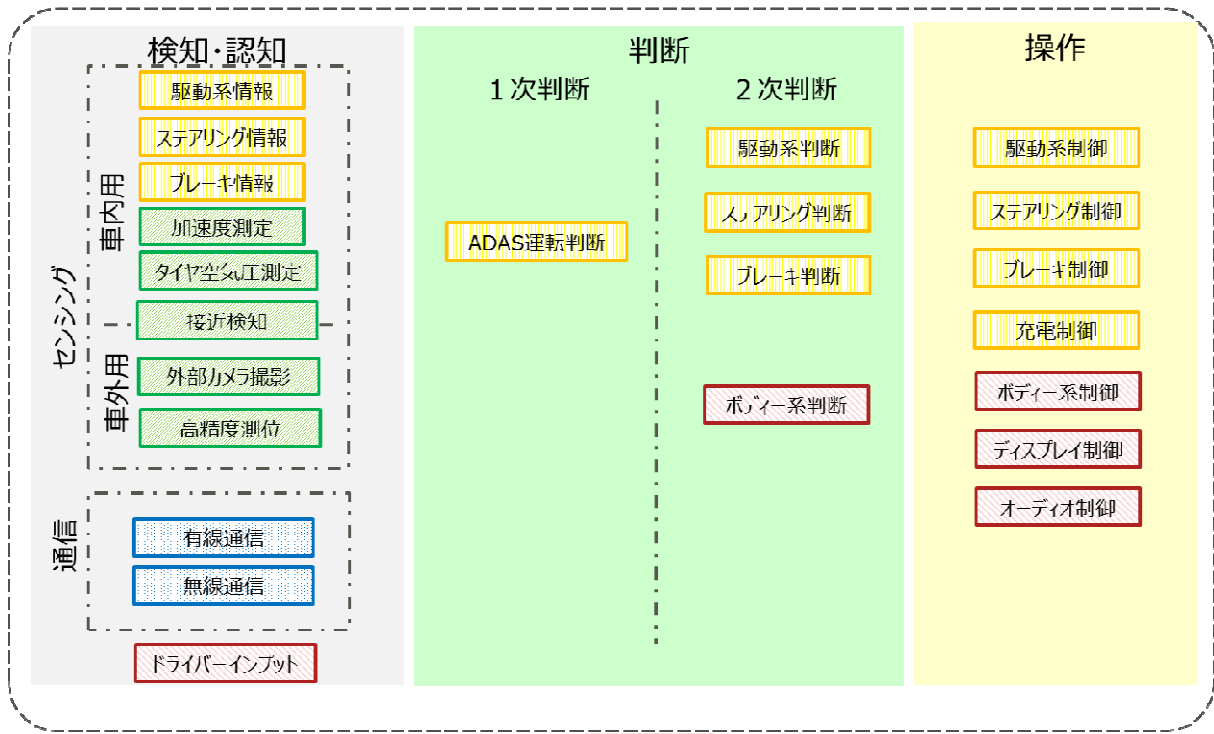 検知・認知
センシング
車内用
駆動系情報
ステアリング情報
ブレーキ情報
加速度測定
タイヤ空気圧測定
接近検知
車外用
外部カメラ撮影
高精度測位
通信
有線通信
無線通信
ドライバーインプット
判断
1次判断
ADAS運転判断
2次判断
駆動系判断
ステアリング判断
ブレーキ判断
ボディー系判断
操作
駆動系制御
ステアリング制御
ブレーキ制御
充電制御
ボディー系制御
ディスプレイ制御
オーディオ制御